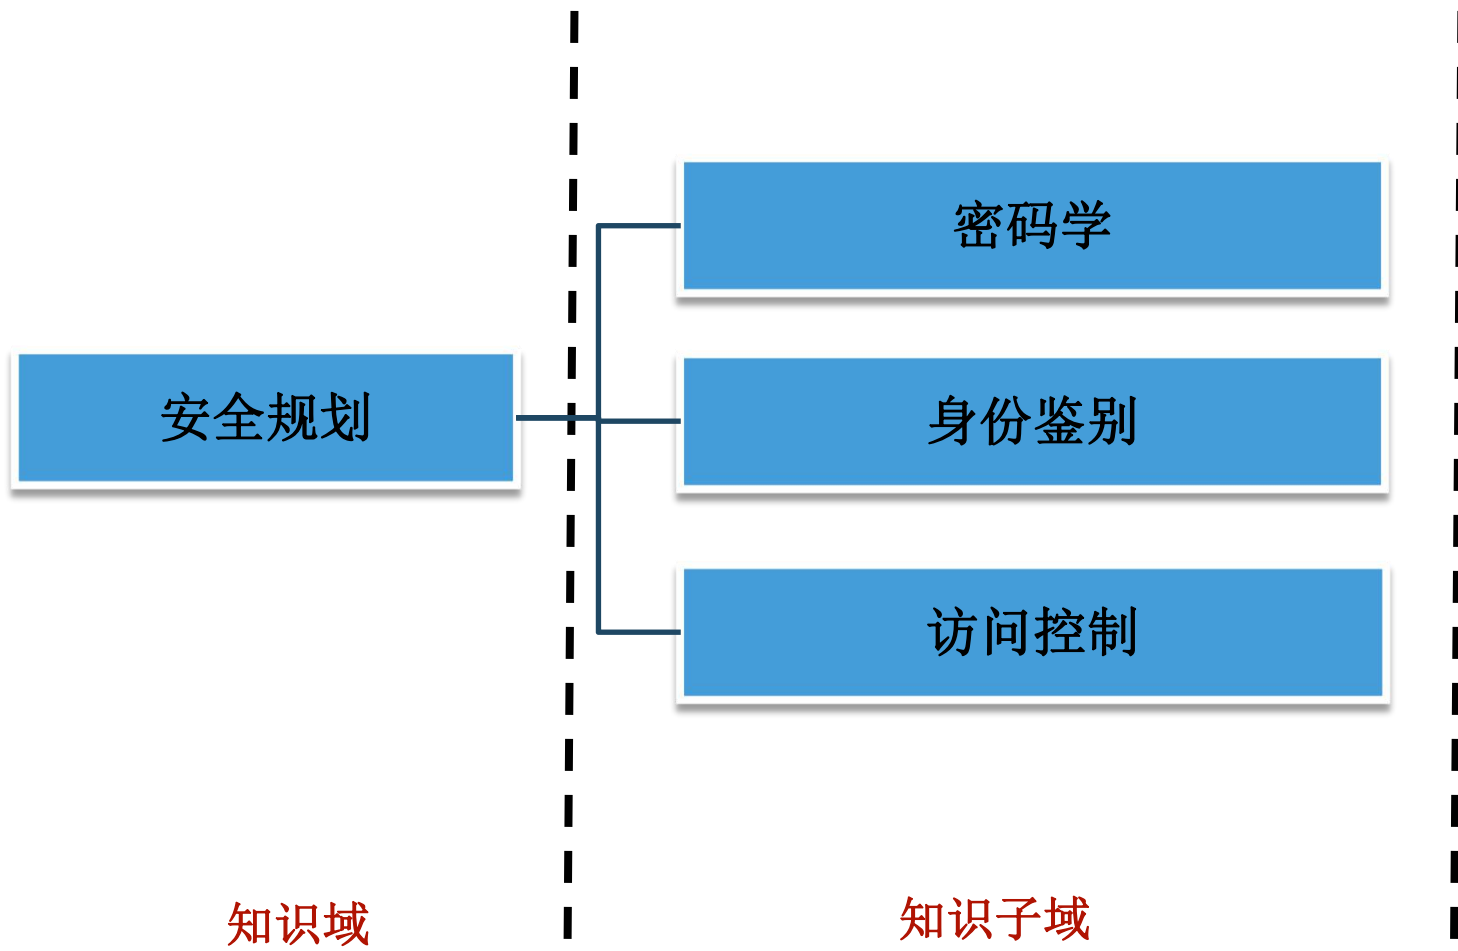 密码学
安全规划
身份鉴别
访问控制
知识域
知识子域